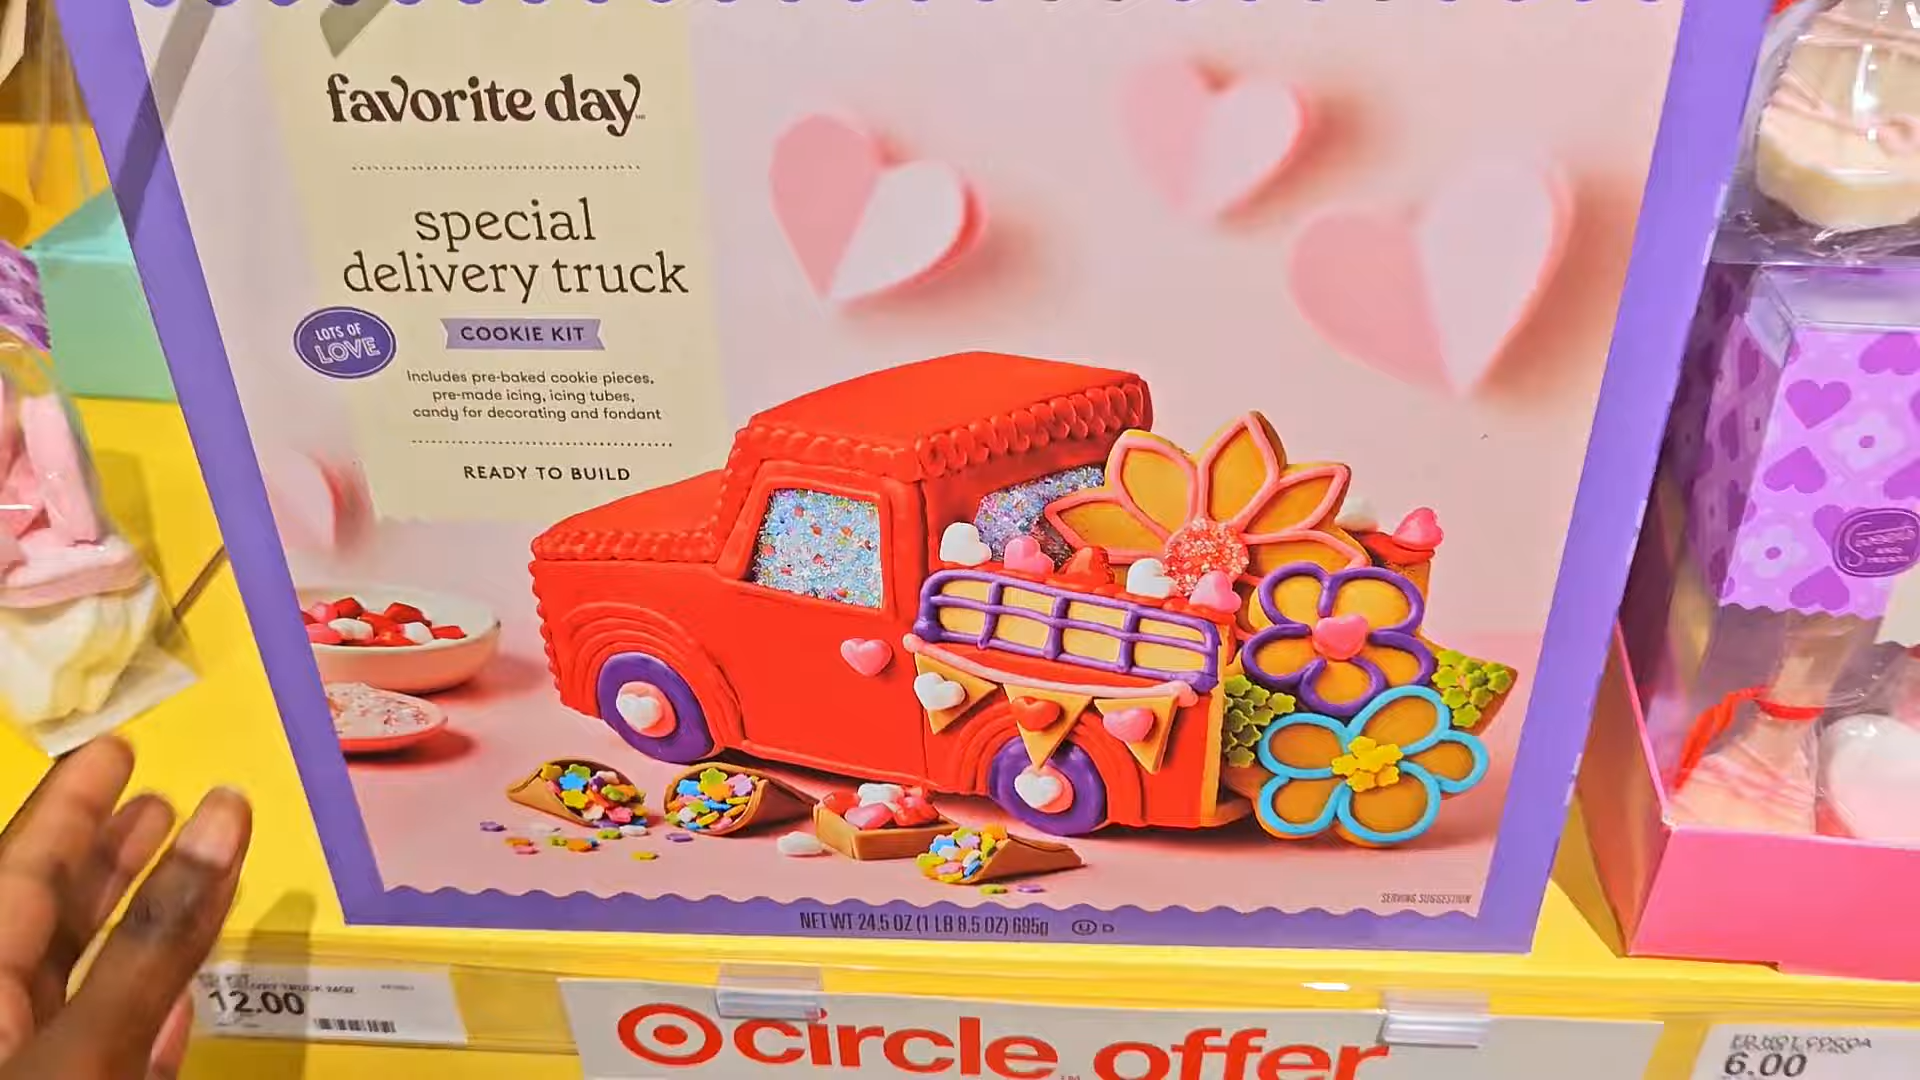 favorite day
special
delivery truck
LOTS OF
LOVE
COOKIE KIT
Includes pre-baked cookie pieces,
pre-made icing, icing tubes,
candy for decorating and fondant
READY TO BUILD
SERVING SUGGESTION
NET WT 24.5 OZ (1 LB 8.5 OZ) 695g
U D
12.00
circle offer
6.00